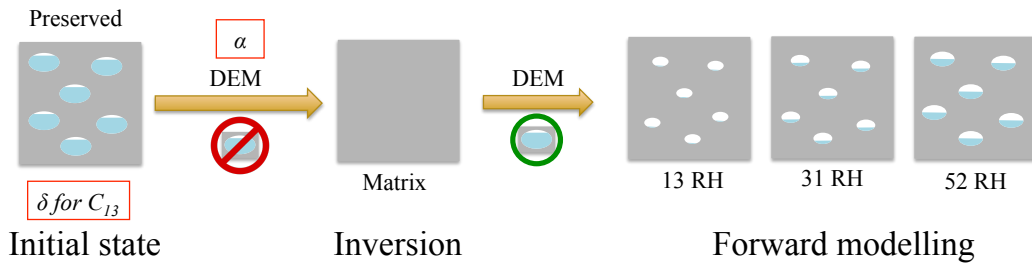 Preserved
α
DEM
DEM
Matrix
13 RH
31 RH
52 RH
δ for C13
Initial state
Inversion
Forward modelling